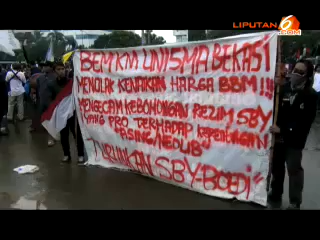 LIPUTAN 6
BEM KM UNISMA BEKASI
MENOLAK KENAIKAN HARGA BBM!!!
MENGECAM KEBOHONGAN REZIM SBY
YANG PRO TERHADAP KEPENTINGAN
"ASING/NEOLIB"
TURUNKAN SBY-BOEDI"